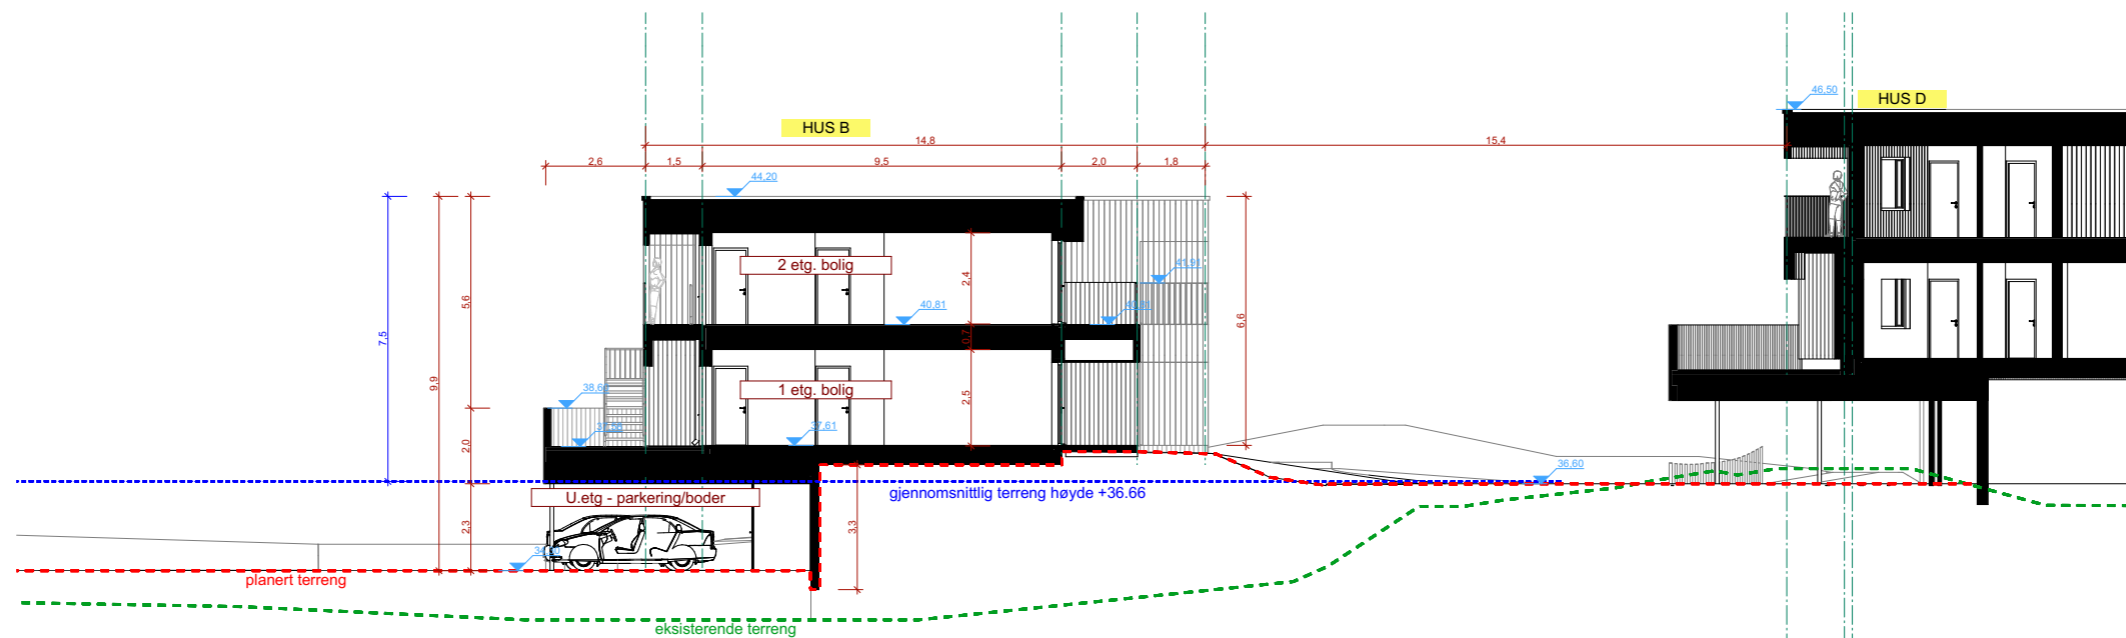 46,50
HUS D
HUS B
14,8
15,4
2,6
1,5
9,5
2,0
1,8
44,20
2 etg. bolig
41,91
2,4
5,6
40,81
6,6
7,5
0,7
9,9
1 etg. bolig
2,5
37,61
2,0
36,60
gjennomsnittlig terreng høyde +36.66
U.etg - parkering/boder
2,3
3,3
planert terreng
eksisterende terreng